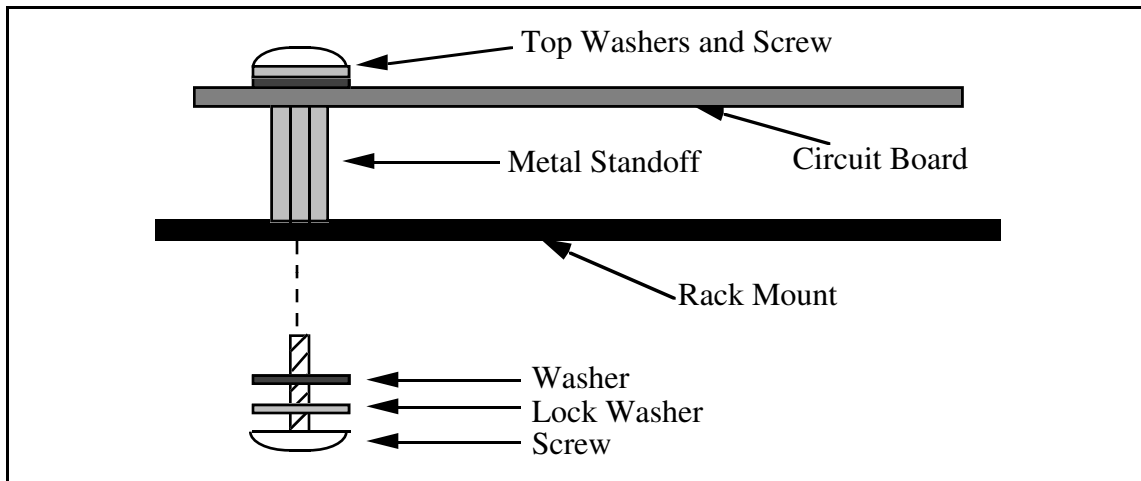 Top Washers and Screw
Metal Standoff
Circuit Board
Rack Mount
Washer
Lock Washer
Screw